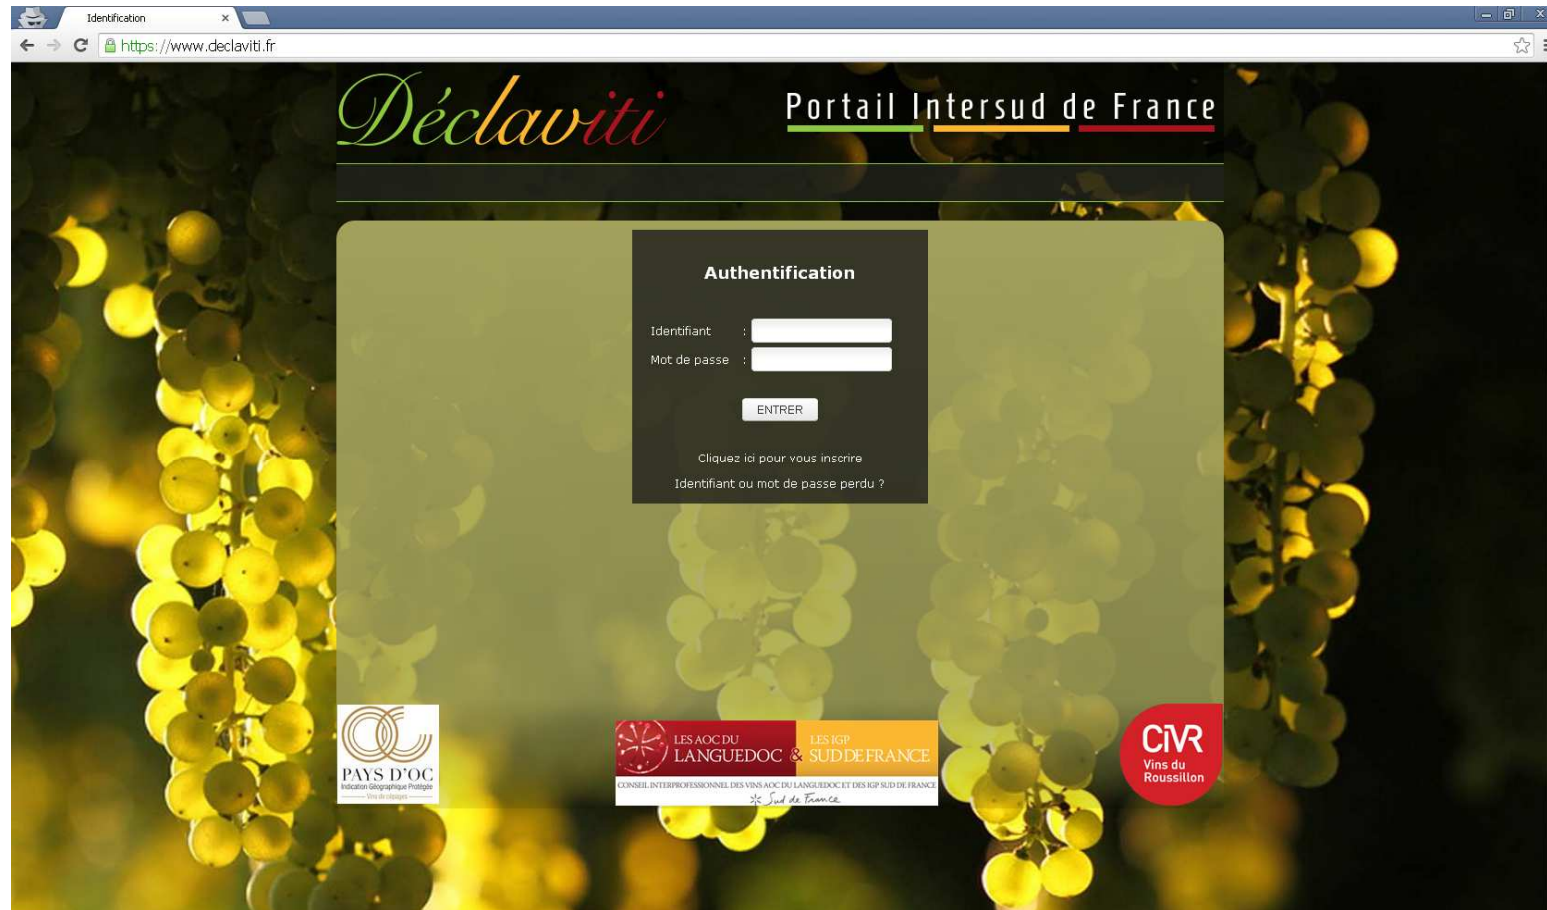 Identification
https://www.declaviti.fr
Déclaviti
Portail Intersud de France
Authentification
Identifiant :
Mot de passe :
ENTRER
Cliquez ici pour vous inscrire
Identifiant ou mot de passe perdu ?
PAYS D'OC
Indication Géographique Protégée
Vins de cépages
LES AOC DU
LANGUEDOC
&
LES IGP
SUD DE FRANCE
CONSEIL INTERPROFESSIONNEL DES VINS AOC DU LANGUEDOC ET DES IGP SUD DE FRANCE
Sud de France
CiVR
Vins du
Roussillon